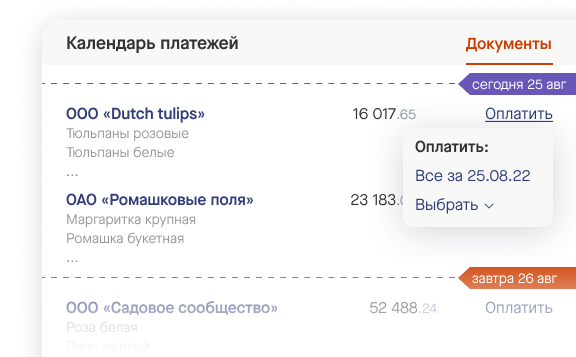 Календарь платежей Документы
сегодня 25 авг
ООО «Dutch tulips» 16 017.65 Оплатить
Тюльпаны розовые
Тюльпаны белые
...
Оплатить:
Все за 25.08.22
ОАО «Ромашковые поля» 23 183.
Выбрать
Маргаритка крупная
Ромашка букетная
...
завтра 26 авг
ООО «Садовое сообщество» 52 488.24 Оплатить
Роза белая
Пион желтый